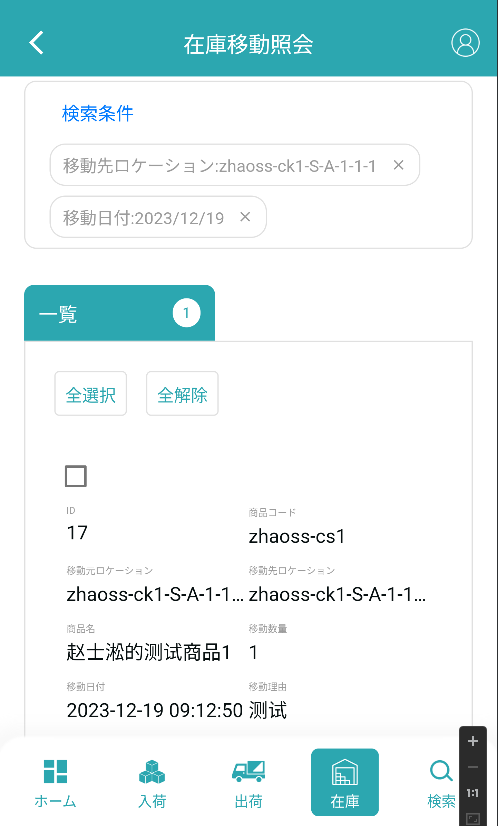 在庫移動照会
検索条件
移動先ロケーション:zhaoss-ck1-S-A-1-1-1 ×
移動日付:2023/12/19 ×
一覧 1
全選択 全解除
ID 商品コード
17 zhaoss-cs1
移動元ロケーション 移動先ロケーション
zhaoss-ck1-S-A-1-1... zhaoss-ck1-S-A-1-1...
商品名 移動数量
赵士淞的测试商品1 1
移動日付 移動理由
2023-12-19 09:12:50 测试
ホーム 入荷 出荷 在庫 検索
1:1